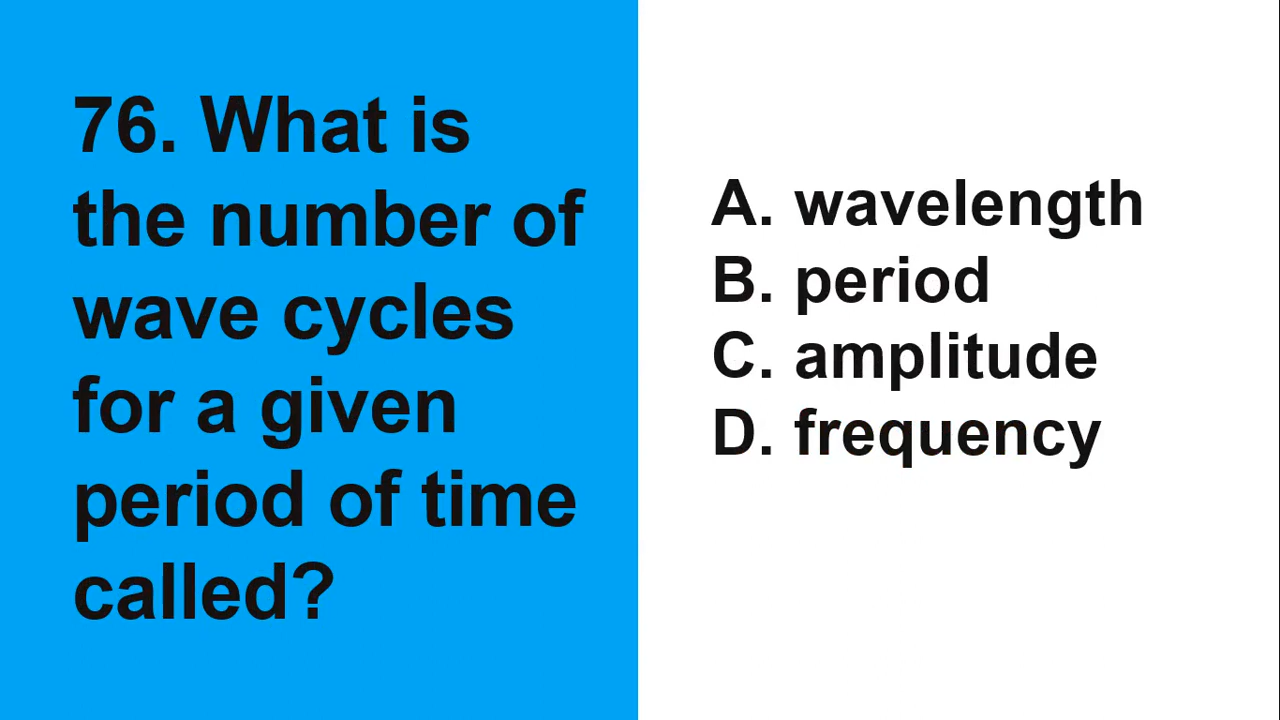 76. What is
the number of
wave cycles
for a given
period of time
called?
A. wavelength
B. period
C. amplitude
D. frequency